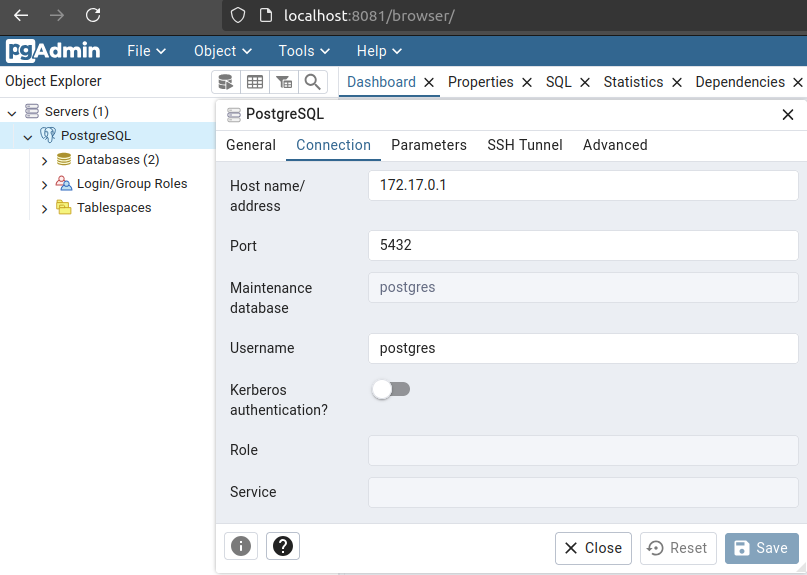 localhost:8081/browser/
pgAdmin File Object Tools Help
Object Explorer
Dashboard Properties SQL Statistics Dependencies
Servers (1)
PostgreSQL
Databases (2)
Login/Group Roles
Tablespaces
PostgreSQL
General Connection Parameters SSH Tunnel Advanced
Host name/
address
172.17.0.1
Port
5432
Maintenance
database
postgres
Username
postgres
Kerberos
authentication?
Role
Service
Close Reset Save